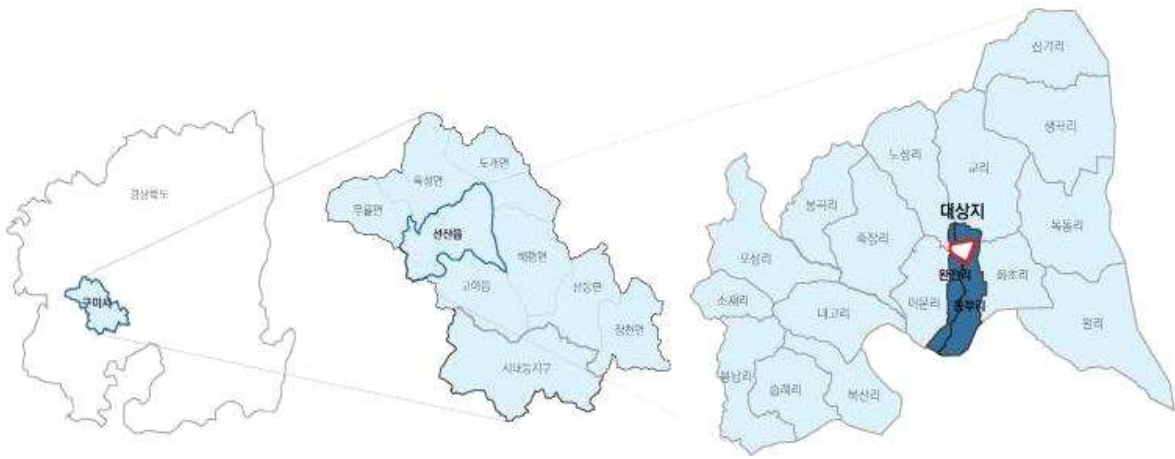 경상북도
구미시
도개면
옥성면
무을면
선산읍
해평면
고아읍
산동면
장천면
시내동지구
신기리
생곡리
노상리
교리
봉곡리
대상지
죽장리
독동리
포상리
완전리
화조리
소재리
이문리
동부리
내고리
원리
봉남리
습례리
북산리